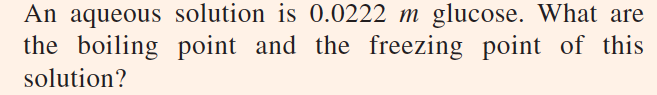 An aqueous solution is 0.0222 m glucose. What are
the boiling point and the freezing point of this
solution?